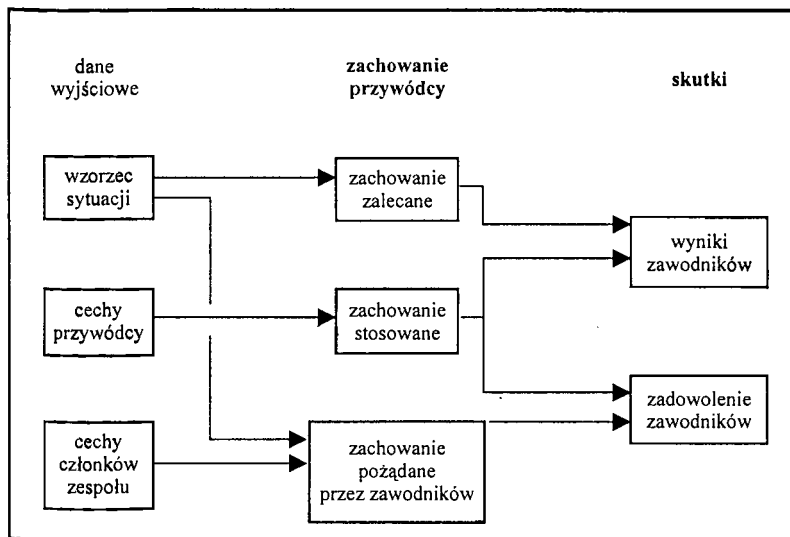 dane
wyjściowe
zachowanie
przywódcy
skutki
wzorzec
sytuacji
zachowanie
zalecane
wyniki
zawodników
cechy
przywódcy
zachowanie
stosowane
zadowolenie
zawodników
cechy
członków
zespołu
zachowanie
pożądane
przez zawodników